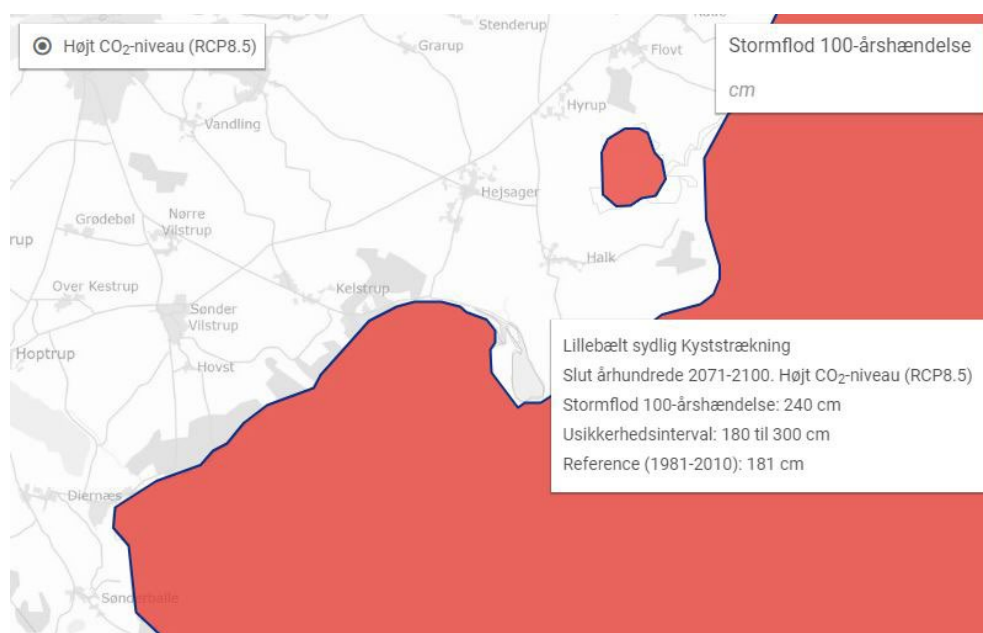 Højt CO₂-niveau (RCP8.5)
Stormflod 100-årshændelse
cm
Stenderup
Grarup
Flovt
Hyrup
Vandling
Hejsager
Grødebøl
Nørre
Vilstrup
Halk
Over Kestrup
Kelstrup
Sønder
Vilstrup
Hoptrup
Hovst
Lillebælt sydlig Kyststrækning
Slut århundrede 2071-2100. Højt CO₂-niveau (RCP8.5)
Stormflod 100-årshændelse: 240 cm
Usikkerhedsinterval: 180 til 300 cm
Reference (1981-2010): 181 cm
Diernæs
Sønderballe